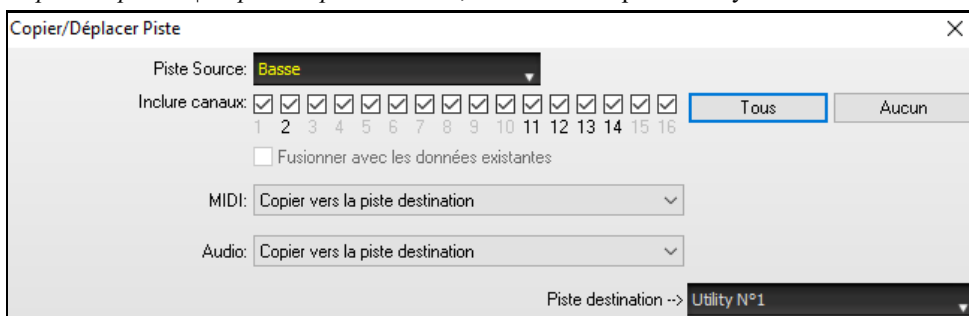 Copier/Déplacer Piste
Piste Source: Basse
Inclure canaux: Tous Aucun
1 2 3 4 5 6 7 8 9 10 11 12 13 14 15 16
Fusionner avec les données existantes
MIDI: Copier vers la piste destination
Audio: Copier vers la piste destination
Piste destination --> Utility N°1